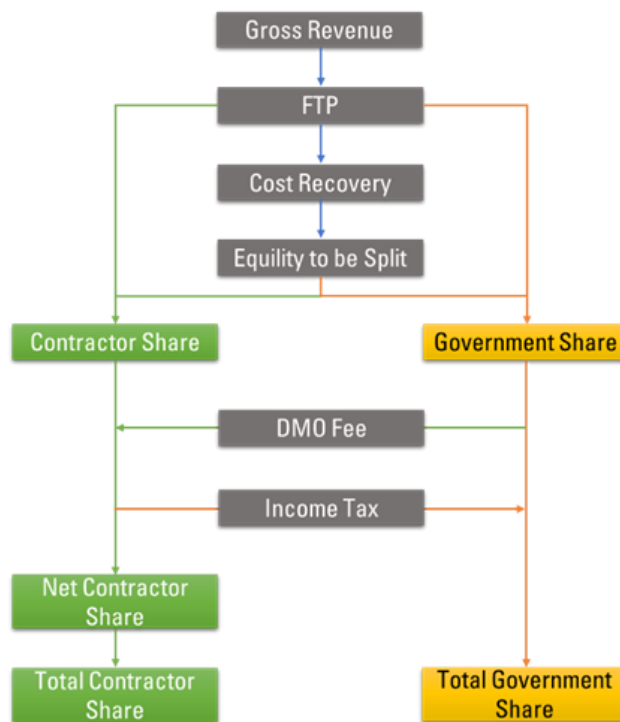 Gross Revenue
FTP
Cost Recovery
Equility to be Split
Contractor Share
Government Share
DMO Fee
Income Tax
Net Contractor
Share
Total Contractor
Share
Total Government
Share